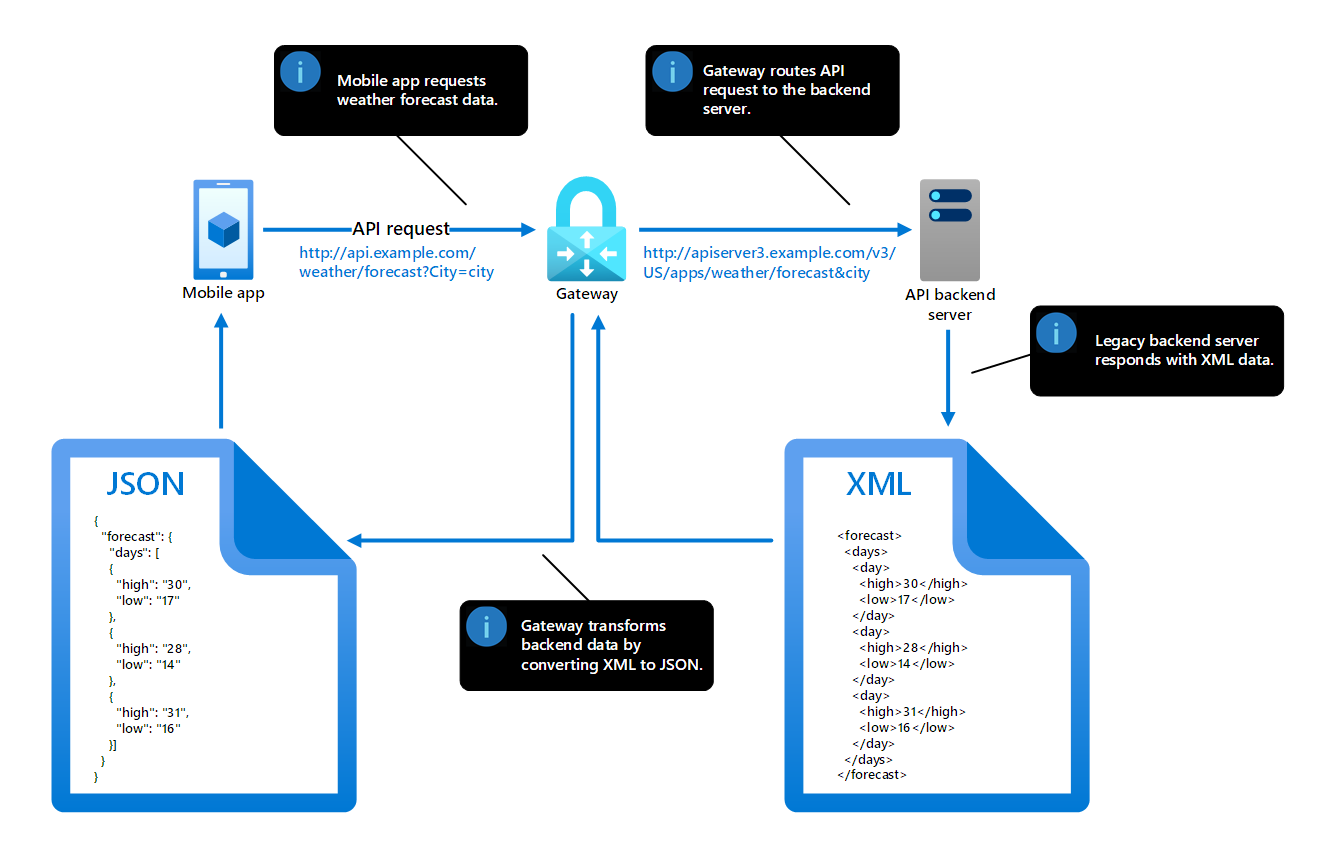 Mobile app requests
weather forecast data.
Gateway routes API
request to the backend
server.
API request
http://api.example.com/
weather/forecast?City=city
http://apiserver3.example.com/v3/
US/apps/weather/forecast&city
Mobile app
Gateway
API backend
server
Legacy backend server
responds with XML data.
JSON
{
"forecast": {
"days": [
{
"high": "30",
"low": "17"
},
{
"high": "28",
"low": "14"
},
{
"high": "31",
"low": "16"
}]
}
}
Gateway transforms
backend data by
converting XML to JSON.
XML
<forecast>
<days>
<day>
<high>30</high>
<low>17</low>
</day>
<day>
<high>28</high>
<low>14</low>
</day>
<day>
<high>31</high>
<low>16</low>
</day>
</days>
</forecast>